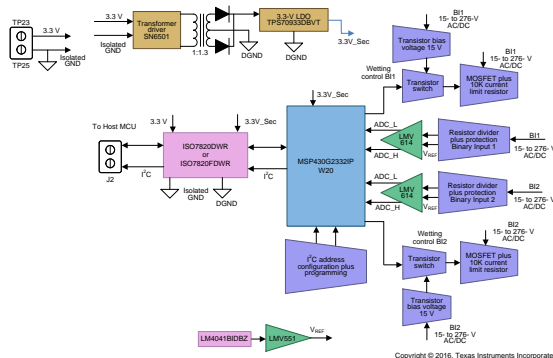 TP23
3.3 V
Isolated
GND
TP25
3.3 V
Isolated
GND
Transformer
driver
SN6501
1:1.3
DGND
3.3-V LDO
TPS70933DBVT
DGND
3.3V_Sec
BI1
15- to 276-V
AC/DC
Transistor bias
voltage 15 V
Wetting
control BI1
Transistor
switch
BI1
15- to 276-V
AC/DC
MOSFET plus
10K current
limit resistor
To Host MCU
J2
I2C
3.3 V
3.3V_Sec
ISO7820DWR
or
ISO7820FDWR
Isolated
GND
DGND
I2C
3.3V_Sec
MSP430G2332IP
W20
ADC_L
ADC_H
LMV
614
VREF
Resistor divider
plus protection
Binary Input 1
BI1
15- to 276-V
AC/DC
ADC_L
ADC_H
LMV
614
VREF
Resistor divider
plus protection
Binary Input 2
BI2
15- to 276- V
AC/DC
I2C address
configuration plus
programming
Wetting
control BI2
Transistor
switch
BI2
15- to 276- V
AC/DC
MOSFET plus
10K current
limit resistor
Transistor
bias voltage
15 V
BI2
15- to 276- V
AC/DC
LM4041BIDBZ
LMV551
VREF
Copyright © 2016, Texas Instruments Incorporated